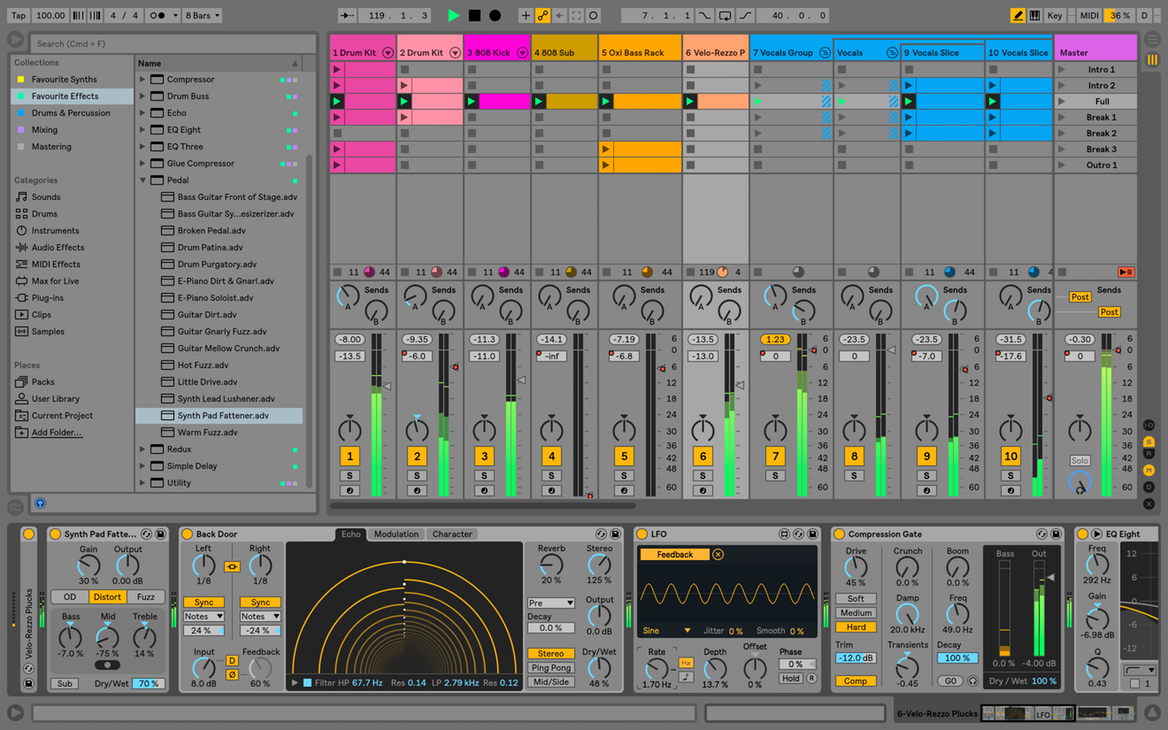 Tap 100.00 4 / 4 8 Bars 119 . 1 . 3 7 . 1 . 1 40 . 0 . 0 Key MIDI 36 % D
Search (Cmd + F)
Collections
Favourite Synths
Favourite Effects
Drums & Percussion
Mixing
Mastering
Categories
Sounds
Drums
Instruments
Audio Effects
MIDI Effects
Max for Live
Plug-ins
Clips
Samples
Places
Packs
User Library
Current Project
Add Folder...
Name
Compressor
Drum Buss
Echo
EQ Eight
EQ Three
Glue Compressor
Pedal
Bass Guitar Front of Stage.adv
Bass Guitar Sy...esizerizer.adv
Broken Pedal.adv
Drum Patina.adv
Drum Purgatory.adv
E-Piano Dirt & Gnarl.adv
E-Piano Soloist.adv
Guitar Dirt.adv
Guitar Gnarly Fuzz.adv
Guitar Mellow Crunch.adv
Hot Fuzz.adv
Little Drive.adv
Synth Lead Lushener.adv
Synth Pad Fattener.adv
Warm Fuzz.adv
Redux
Simple Delay
Utility
1 Drum Kit 2 Drum Kit 3 808 Kick 4 808 Sub 5 Oxi Bass Rack 6 Velo-Rezzo P 7 Vocals Group Vocals 9 Vocals Slice 10 Vocals Slice Master
Intro 1
Intro 2
Full
Break 1
Break 2
Break 3
Outro 1
11 44 11 44 11 44 11 44 11 44 119 4 11 44 11 4
Sends Sends Sends Sends Sends Sends Sends Sends Sends Sends Sends
A A A A A A A A A A Post
B B B B B B B B B B Post
-8.00 -9.35 -11.3 -14.1 -7.19 -13.5 1.23 -23.5 -23.5 -31.5 -0.30
-13.5 -6.0 -11.0 -inf -6.8 -13.0 0 0 -7.0 -17.6 0
6 0 6 12 18 24 30 36 42 48 60
1 2 3 4 5 6 7 8 9 10 Solo
S S S S S S S S S S
Velo-Rezzo Plucks
Synth Pad Fatte...
Gain Output
30 % 0.00 dB
OD Distort Fuzz
Bass Mid Treble
-7.0 % -75 % 14 %
Sub Dry/Wet 70 %
Back Door
Echo Modulation Character
Left Right
1/8 1/8
Sync Sync
Notes Notes
24 % -24 %
Input D Feedback
8.0 dB Ø 60 %
Filter HP 67.7 Hz Res 0.14 LP 2.79 kHz Res 0.12
Reverb Stereo
20 % 125 %
Pre Output
Decay
0.0 % 0.0 dB
Stereo Dry/Wet
Ping Pong
Mid/Side 48 %
LFO
Feedback
Sine Jitter 0 % Smooth 0 %
Rate Hz Depth Offset Phase
0 %
1.70 Hz 13.7 % 0 % Hold R
Compression Gate
Drive Crunch Boom
45 % 0.0 % 0.0 %
Soft
Medium
Hard
Damp Freq
20.0 kHz 49.0 Hz
Trim Transients Decay
-12.0 dB 100 %
Comp -0.45 GO
Bass Out
0.0 % -4.00 dB
Dry / Wet 100 %
EQ Eight
Freq
292 Hz
Gain
-6.98 dB
Q
0.43
12
6
0
-6
-12
1
6-Velo-Rezzo Plucks LFO